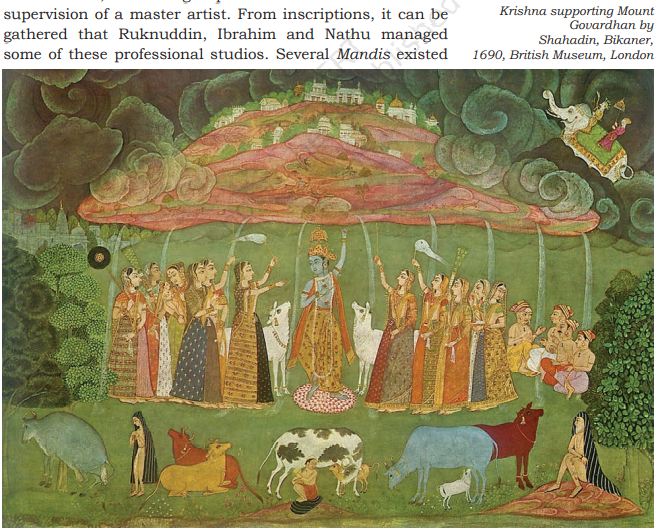 supervision of a master artist. From inscriptions, it can be
gathered that Ruknuddin, Ibrahim and Nathu managed
some of these professional studios. Several Mandis existed
Krishna supporting Mount
Govardhan by
Shahadin, Bikaner,
1690, British Museum, London